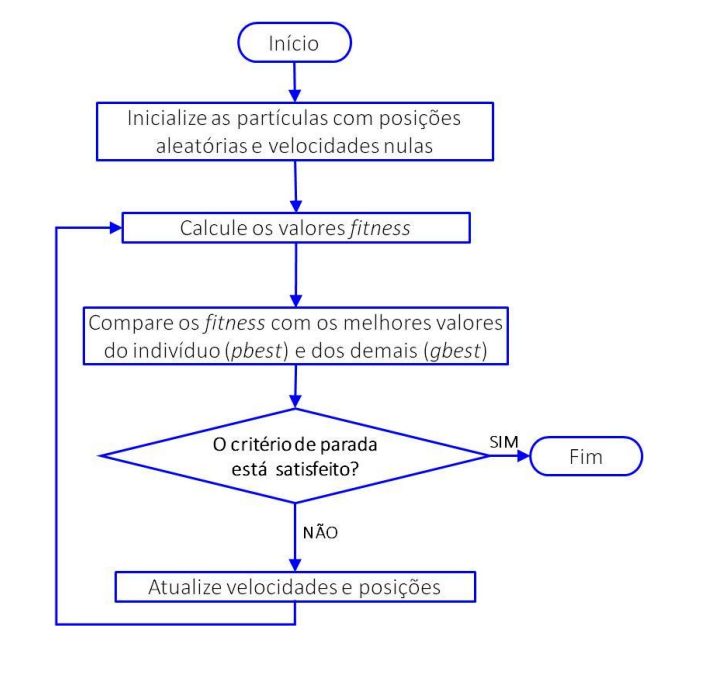 Início
Inicialize as partículas com posições
aleatórias e velocidades nulas
Calcule os valores fitness
Compare os fitness com os melhores valores
do indivíduo (pbest) e dos demais (gbest)
O critério de parada
está satisfeito?
SIM
Fim
NÃO
Atualize velocidades e posições